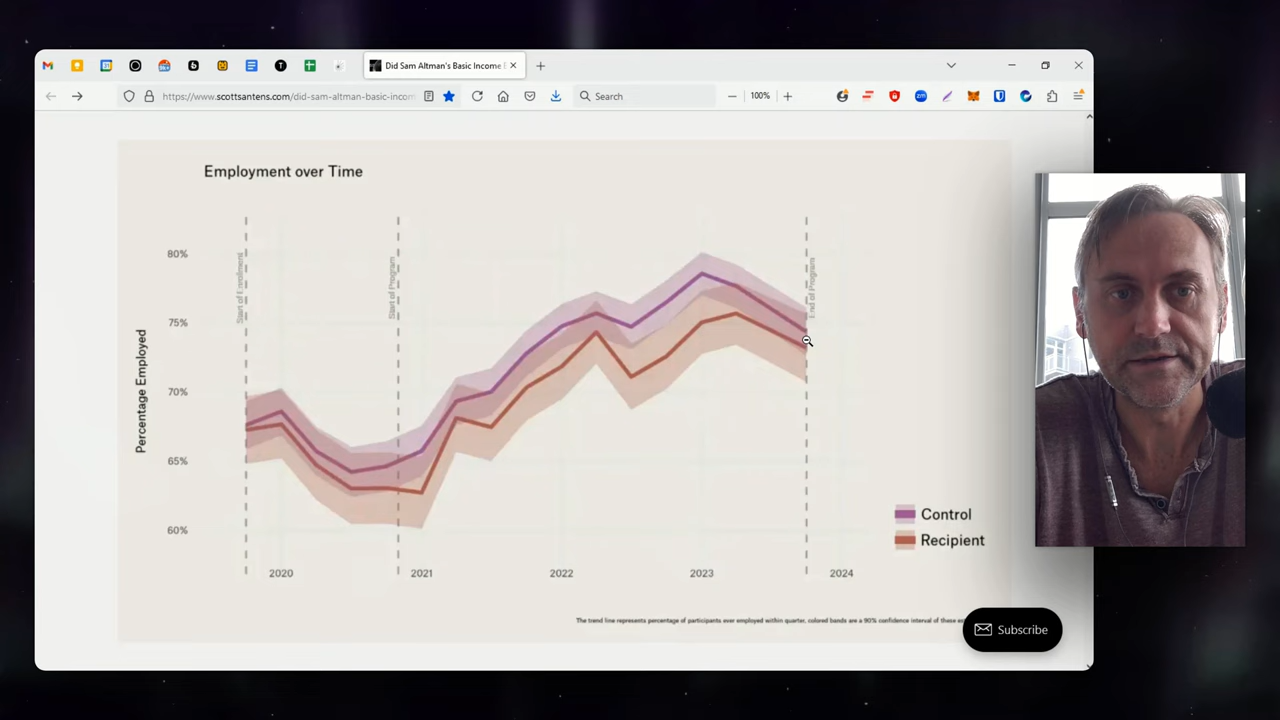 Did Sam Altman's Basic Income E
https://www.scottsantens.com/did-sam-altman-basic-incom
Search
100%
Employment over Time
Percentage Employed
80%
75%
70%
65%
60%
Start of Enrollment
Start of Program
End of Program
Control
Recipient
2020
2021
2022
2023
2024
The trend line represents percentage of participants ever employed within quarter, colored bands are a 90% confidence interval of these
Subscribe